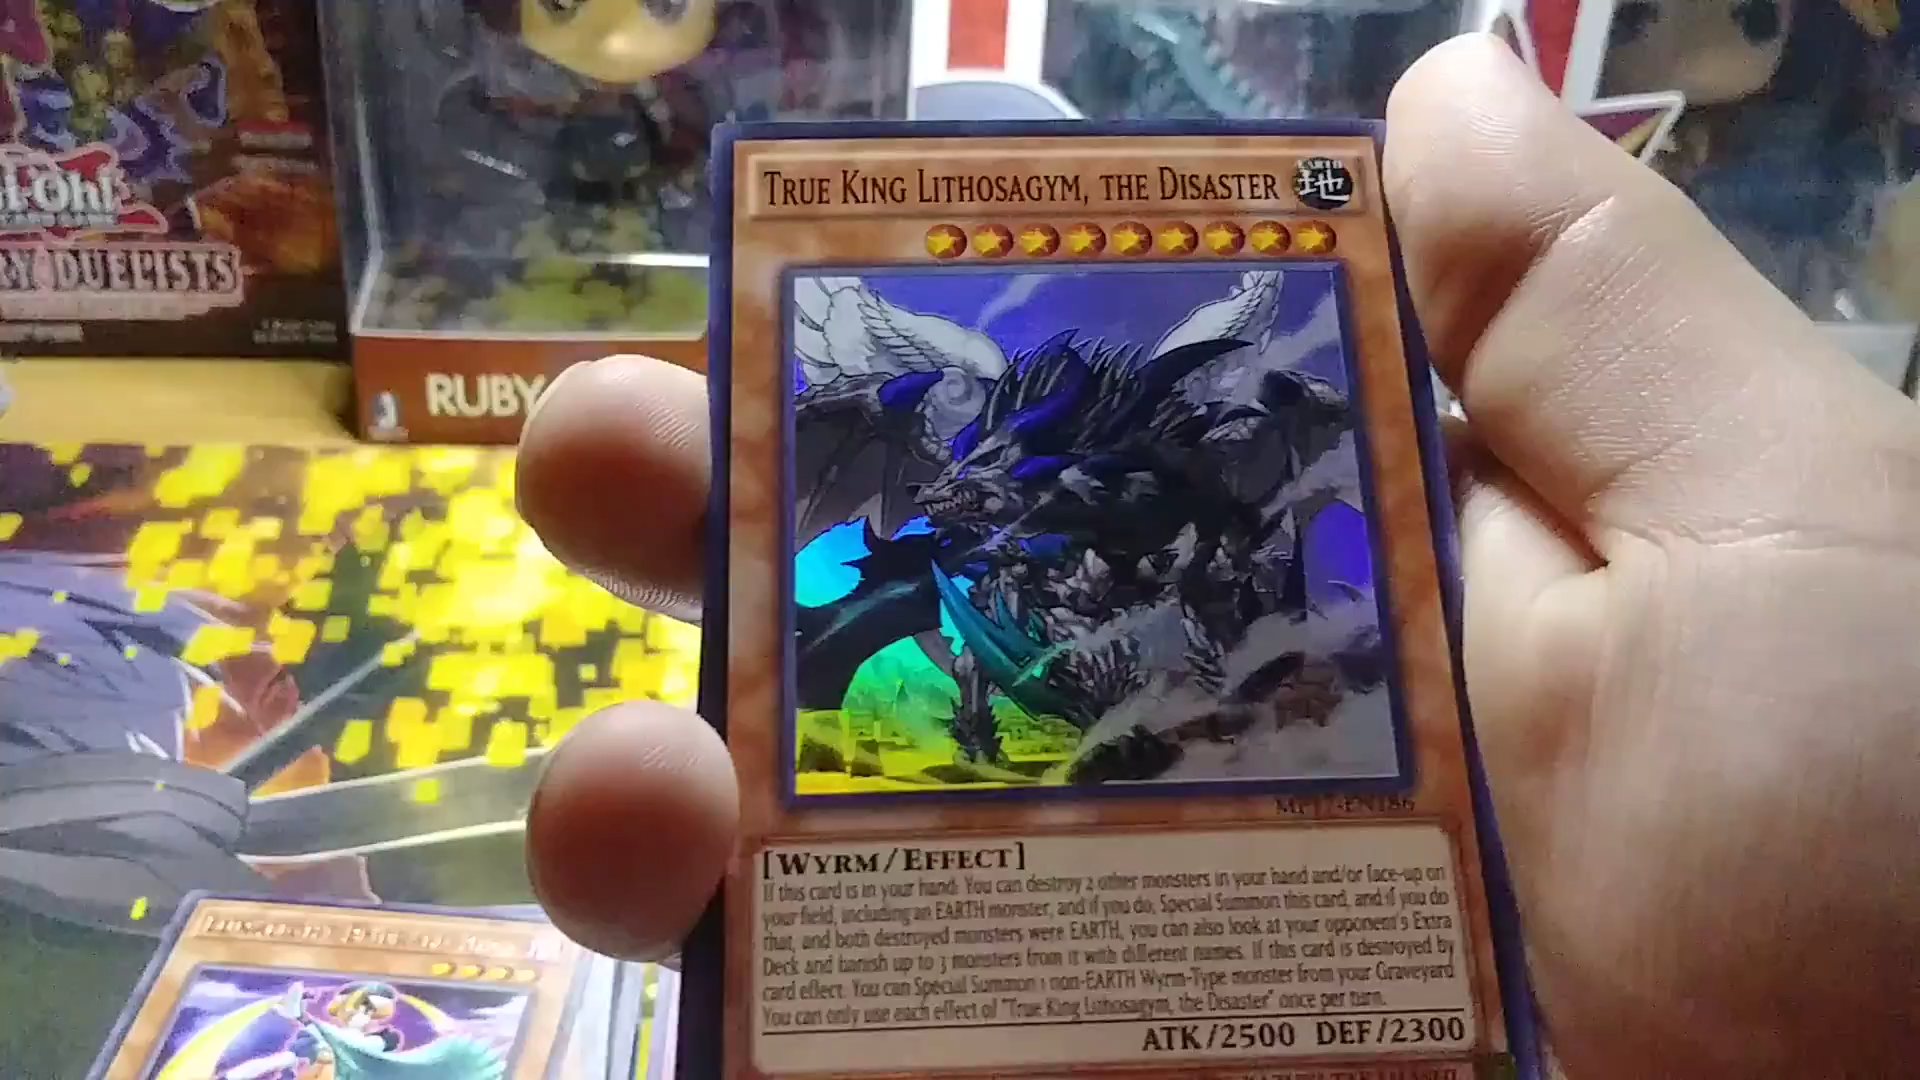 TRUE KING LITHOSAGYM, THE DISASTER
EARTH
地
MP17-EN186
[WYRM/EFFECT]
If this card is in your hand: You can destroy 2 other monsters in your hand and/or face-up on
your field, including an EARTH monster, and if you do, Special Summon this card, and if you do
that, and both destroyed monsters were EARTH, you can also look at your opponent's Extra
Deck and banish up to 3 monsters from it with different names. If this card is destroyed by
card effect: You can Special Summon 1 non-EARTH Wyrm-Type monster from your Graveyard.
You can only use each effect of "True King Lithosagym, the Disaster" once per turn.
ATK/2500 DEF/2300
i-Oh!
RY DUELISTS
RUBY